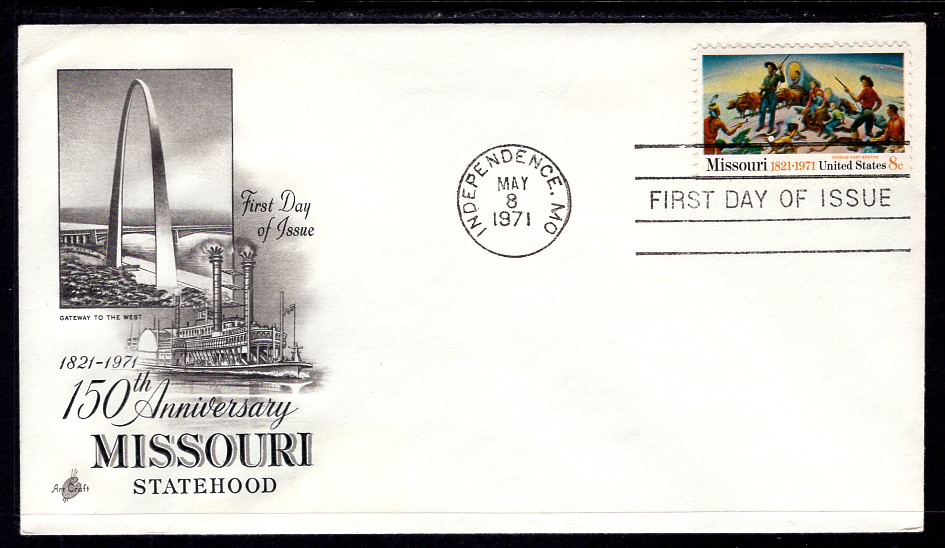 First Day
of Issue
GATEWAY TO THE WEST
1821-1971
150th Anniversary
MISSOURI
STATEHOOD
Art Craft
INDEPENDENCE, MO
MAY
8
1971
THOMAS HART BENTON
Missouri 1821·1971 United States 8c
FIRST DAY OF ISSUE